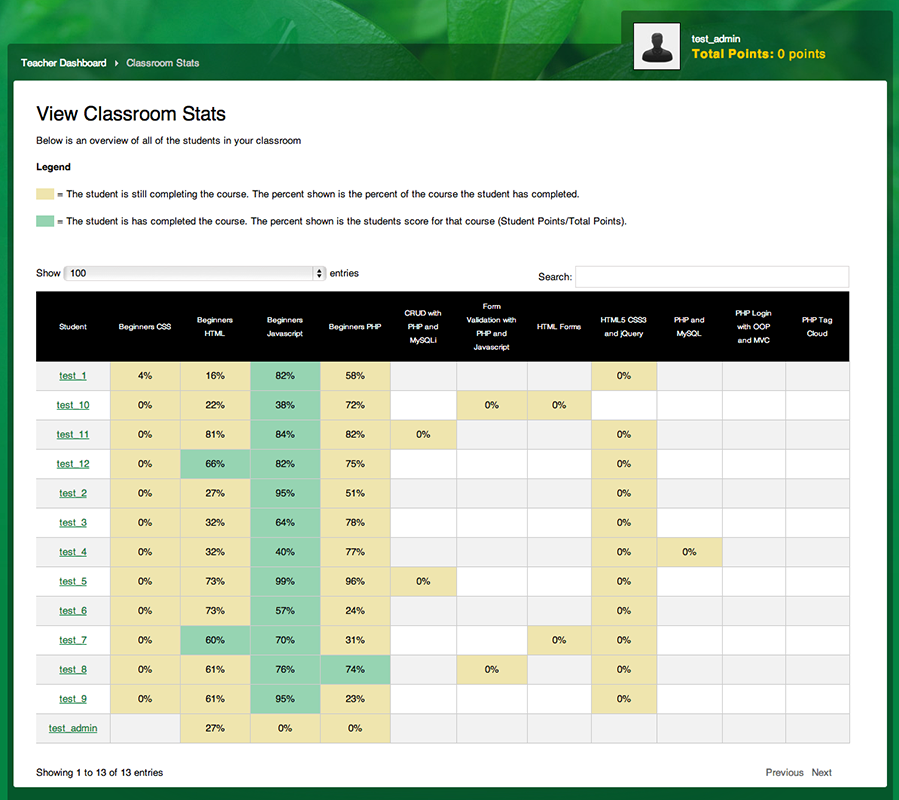 test_admin
Total Points: 0 points
Teacher Dashboard Classroom Stats
View Classroom Stats
Below is an overview of all of the students in your classroom
Legend
= The student is still completing the course. The percent shown is the percent of the course the student has completed.
= The student is has completed the course. The percent shown is the students score for that course (Student Points/Total Points).
Show 100 entries Search:
Student Beginners CSS Beginners HTML Beginners Javascript Beginners PHP CRUD with PHP and MySQLi Form Validation with PHP and Javascript HTML Forms HTML5 CSS3 and jQuery PHP and MySQL PHP Login with OOP and MVC PHP Tag Cloud
test_1 4% 16% 82% 58% 0%
test_10 0% 22% 38% 72% 0% 0%
test_11 0% 81% 84% 82% 0% 0%
test_12 0% 66% 82% 75% 0%
test_2 0% 27% 95% 51% 0%
test_3 0% 32% 64% 78% 0%
test_4 0% 32% 40% 77% 0% 0%
test_5 0% 73% 99% 96% 0% 0%
test_6 0% 73% 57% 24% 0%
test_7 0% 60% 70% 31% 0% 0%
test_8 0% 61% 76% 74% 0% 0%
test_9 0% 61% 95% 23% 0%
test_admin 27% 0% 0%
Showing 1 to 13 of 13 entries Previous Next